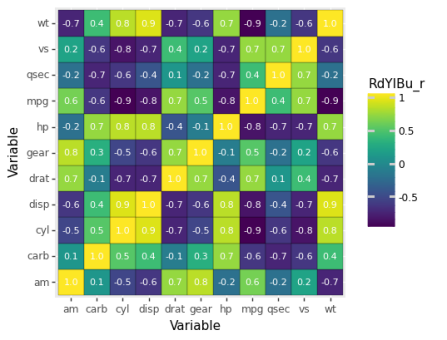 wt -0.7 0.4 0.8 0.9 -0.7 -0.6 0.7 -0.9 -0.2 -0.6 1.0
vs 0.2 -0.6 -0.8 -0.7 0.4 0.2 -0.7 0.7 0.7 1.0 -0.6
qsec -0.2 -0.7 -0.6 -0.4 0.1 -0.2 -0.7 0.4 1.0 0.7 -0.2
mpg 0.6 -0.6 -0.9 -0.8 0.7 0.5 -0.8 1.0 0.4 0.7 -0.9
hp -0.2 0.7 0.8 0.8 -0.4 -0.1 1.0 -0.8 -0.7 -0.7 0.7
gear 0.8 0.3 -0.5 -0.6 0.7 1.0 -0.1 0.5 -0.2 0.2 -0.6
drat 0.7 -0.1 -0.7 -0.7 1.0 0.7 -0.4 0.7 0.1 0.4 -0.7
disp -0.6 0.4 0.9 1.0 -0.7 -0.6 0.8 -0.8 -0.4 -0.7 0.9
cyl -0.5 0.5 1.0 0.9 -0.7 -0.5 0.8 -0.9 -0.6 -0.8 0.8
carb 0.1 1.0 0.5 0.4 -0.1 0.3 0.7 -0.6 -0.7 -0.6 0.4
am 1.0 0.1 -0.5 -0.6 0.7 0.8 -0.2 0.6 -0.2 0.2 -0.7
am carb cyl disp drat gear hp mpg qsec vs wt
Variable
Variable
RdYlBu_r
1
0.5
0
-0.5